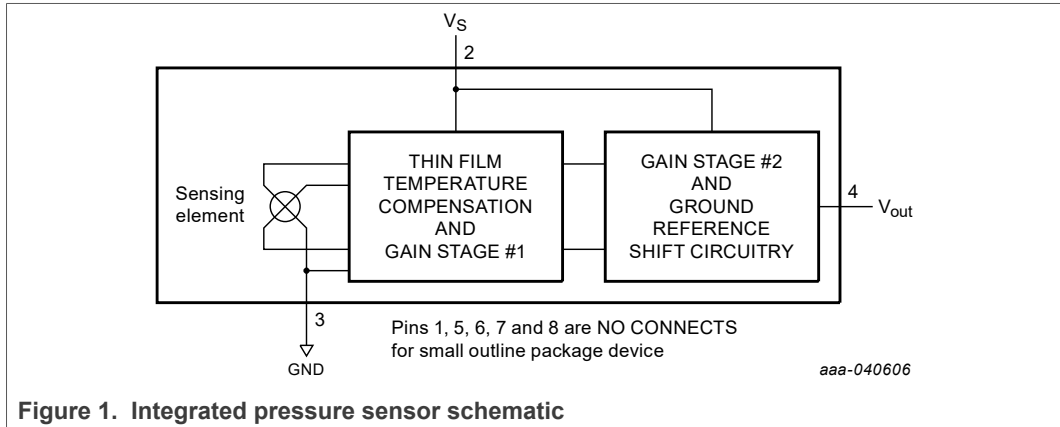 VS
2
Sensing
element
THIN FILM
TEMPERATURE
COMPENSATION
AND
GAIN STAGE #1
GAIN STAGE #2
AND
GROUND
REFERENCE
SHIFT CIRCUITRY
4
Vout
3
GND
Pins 1, 5, 6, 7 and 8 are NO CONNECTS
for small outline package device
aaa-040606
Figure 1. Integrated pressure sensor schematic